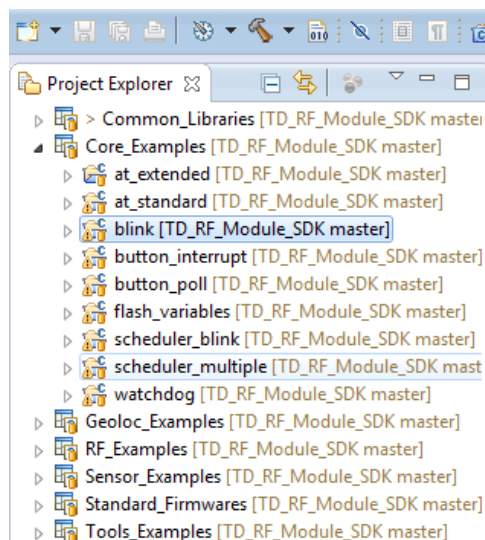 010
Project Explorer
> Common_Libraries [TD_RF_Module_SDK master
Core_Examples [TD_RF_Module_SDK master]
at_extended [TD_RF_Module_SDK master]
at_standard [TD_RF_Module_SDK master]
blink [TD_RF_Module_SDK master]
button_interrupt [TD_RF_Module_SDK master]
button_poll [TD_RF_Module_SDK master]
flash_variables [TD_RF_Module_SDK master]
scheduler_blink [TD_RF_Module_SDK master]
scheduler_multiple [TD_RF_Module_SDK mast
watchdog [TD_RF_Module_SDK master]
Geoloc_Examples [TD_RF_Module_SDK master]
RF_Examples [TD_RF_Module_SDK master]
Sensor_Examples [TD_RF_Module_SDK master]
Standard_Firmwares [TD_RF_Module_SDK master]
Tools_Examples [TD_RF_Module_SDK master]